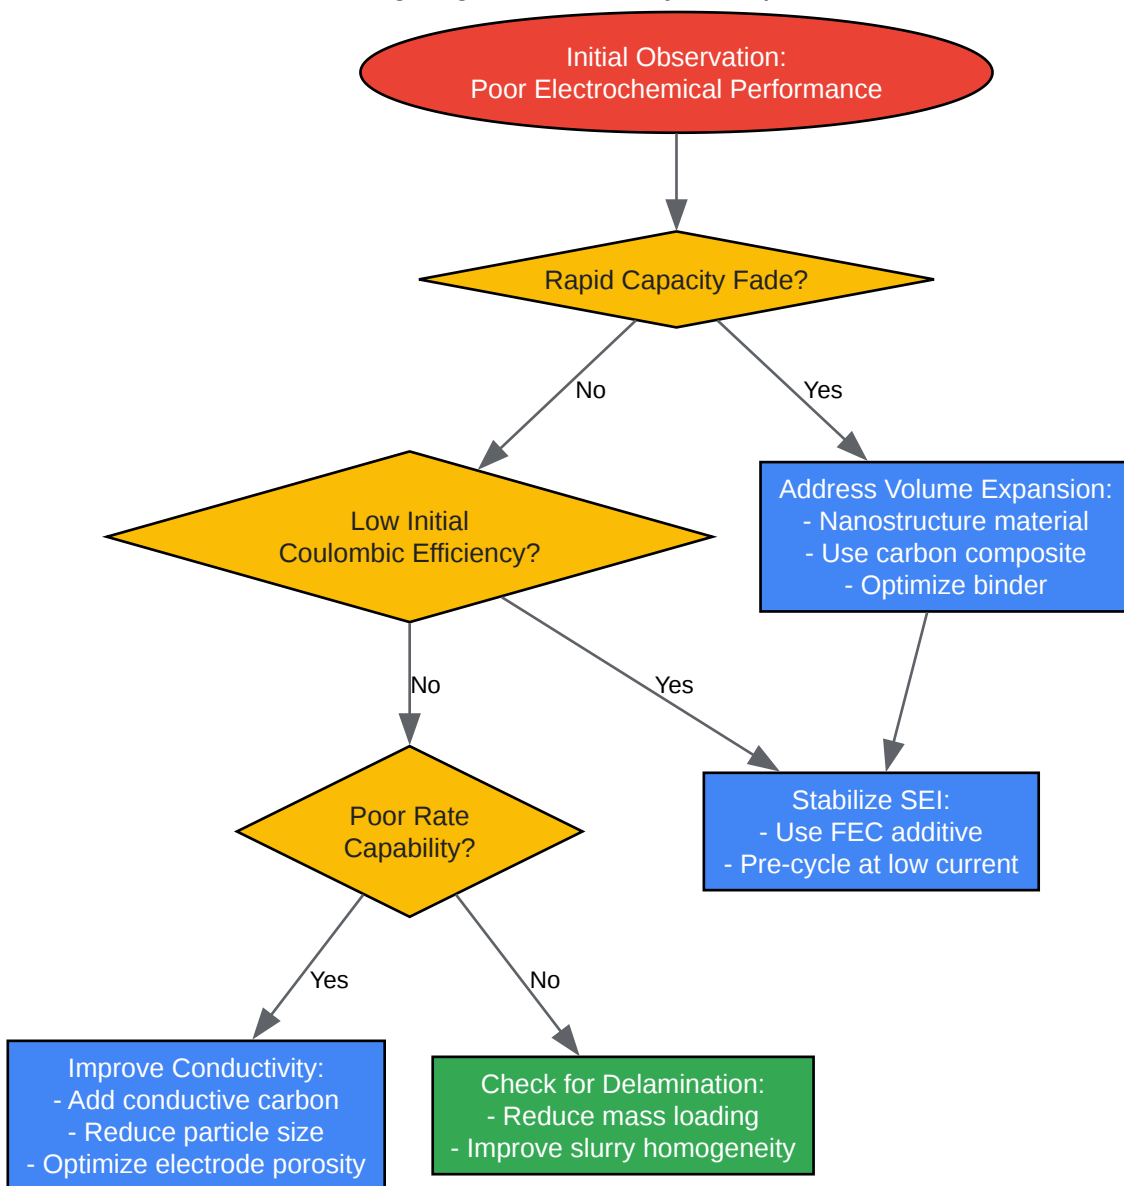 Initial Observation:
Poor Electrochemical Performance
Rapid Capacity Fade?
No
Yes
Low Initial
Coulombic Efficiency?
Address Volume Expansion:
- Nanostructure material
- Use carbon composite
- Optimize binder
No
Yes
Poor Rate
Capability?
Stabilize SEI:
- Use FEC additive
- Pre-cycle at low current
Yes
No
Improve Conductivity:
- Add conductive carbon
- Reduce particle size
- Optimize electrode porosity
Check for Delamination:
- Reduce mass loading
- Improve slurry homogeneity